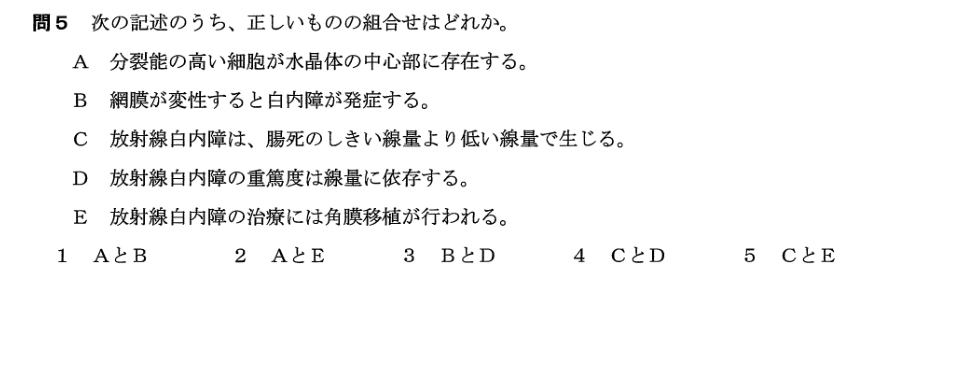 問５　次の記述のうち、正しいものの組合せはどれか。
Ａ　分裂能の高い細胞が水晶体の中心部に存在する。
Ｂ　網膜が変性すると白内障が発症する。
Ｃ　放射線白内障は、腸死のしきい線量より低い線量で生じる。
Ｄ　放射線白内障の重篤度は線量に依存する。
Ｅ　放射線白内障の治療には角膜移植が行われる。
１　ＡとＢ　２　ＡとＥ　３　ＢとＤ　４　ＣとＤ　５　ＣとＥ